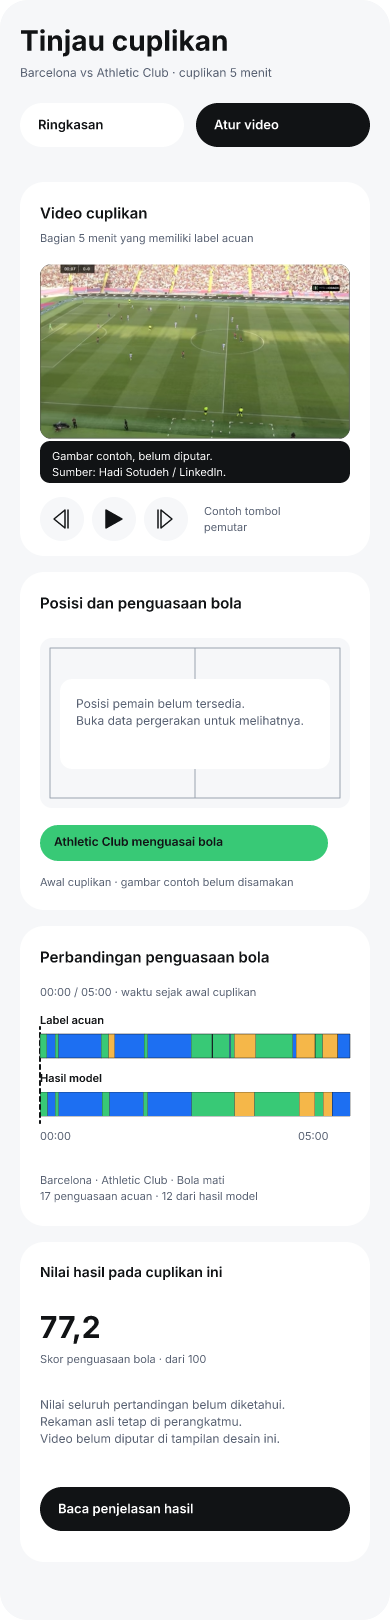 Tinjau cuplikan
Barcelona vs Athletic Club · cuplikan 5 menit
Ringkasan
Atur video
Video cuplikan
Bagian 5 menit yang memiliki label acuan
Gambar contoh, belum diputar.
Sumber: Hadi Sotudeh / LinkedIn.
Contoh tombol
pemutar
Posisi dan penguasaan bola
Posisi pemain belum tersedia.
Buka data pergerakan untuk melihatnya.
Athletic Club menguasai bola
Awal cuplikan · gambar contoh belum disamakan
Perbandingan penguasaan bola
00:00 / 05:00 · waktu sejak awal cuplikan
Label acuan
Hasil model
00:00
05:00
Barcelona · Athletic Club · Bola mati
17 penguasaan acuan · 12 dari hasil model
Nilai hasil pada cuplikan ini
77,2
Skor penguasaan bola · dari 100
Nilai seluruh pertandingan belum diketahui.
Rekaman asli tetap di perangkatmu.
Video belum diputar di tampilan desain ini.
Baca penjelasan hasil